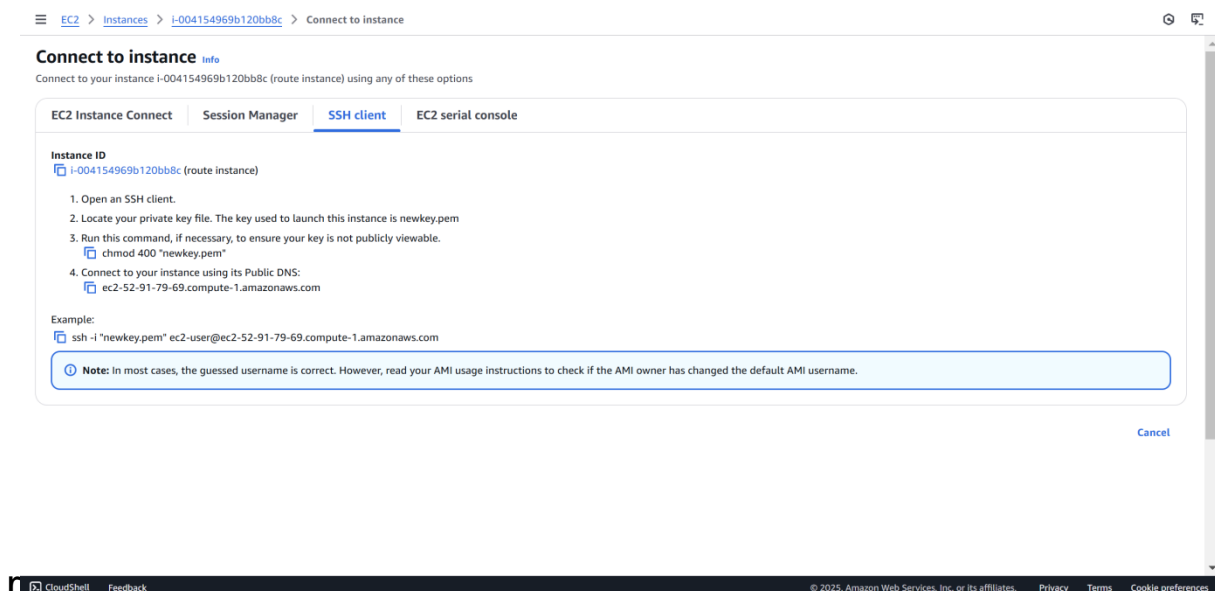 EC2 > Instances > i-004154969b120bb8c > Connect to instance
Connect to instance Info
Connect to your instance i-004154969b120bb8c (route instance) using any of these options
EC2 Instance Connect Session Manager SSH client EC2 serial console
Instance ID
i-004154969b120bb8c (route instance)
1. Open an SSH client.
2. Locate your private key file. The key used to launch this instance is newkey.pem
3. Run this command, if necessary, to ensure your key is not publicly viewable.
chmod 400 "newkey.pem"
4. Connect to your instance using its Public DNS:
ec2-52-91-79-69.compute-1.amazonaws.com
Example:
ssh -i "newkey.pem" ec2-user@ec2-52-91-79-69.compute-1.amazonaws.com
Note: In most cases, the guessed username is correct. However, read your AMI usage instructions to check if the AMI owner has changed the default AMI username.
Cancel
CloudShell Feedback © 2025, Amazon Web Services, Inc. or its affiliates. Privacy Terms Cookie preferences